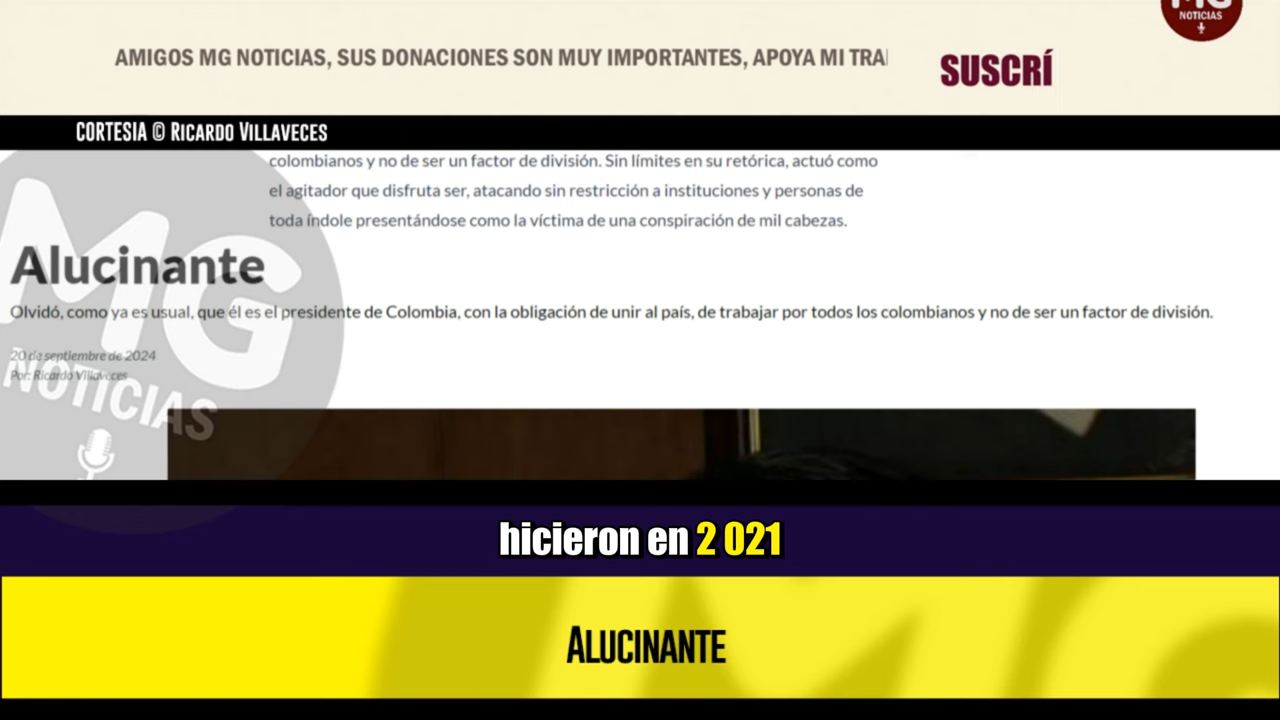 MG
NOTICIAS
AMIGOS MG NOTICIAS, SUS DONACIONES SON MUY IMPORTANTES, APOYA MI TRA
SUSCRÍ
CORTESIA © RICARDO VILLAVECES
colombianos y no de ser un factor de división. Sin límites en su retórica, actuó como
el agitador que disfruta ser, atacando sin restricción a instituciones y personas de
toda índole presentándose como la víctima de una conspiración de mil cabezas.
Alucinante
Olvidó, como ya es usual, que él es el presidente de Colombia, con la obligación de unir al país, de trabajar por todos los colombianos y no de ser un factor de división.
20 de septiembre de 2024
Por: Ricardo Villaveces
MG
NOTICIAS
hicieron en 2 021
ALUCINANTE